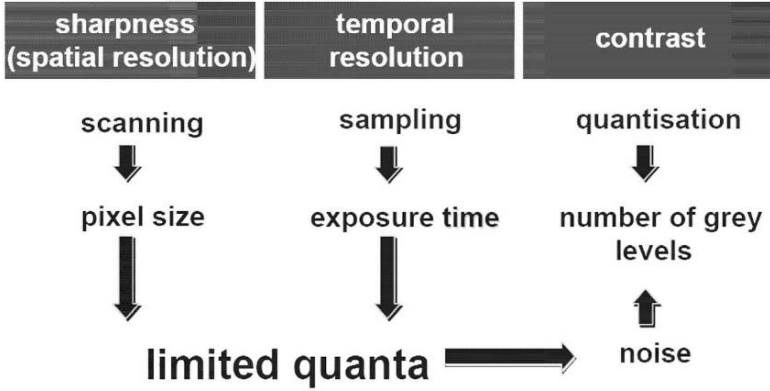 sharpness
(spatial resolution)
temporal
resolution
contrast
scanning
sampling
quantisation
pixel size
exposure time
number of grey
levels
limited quanta
noise